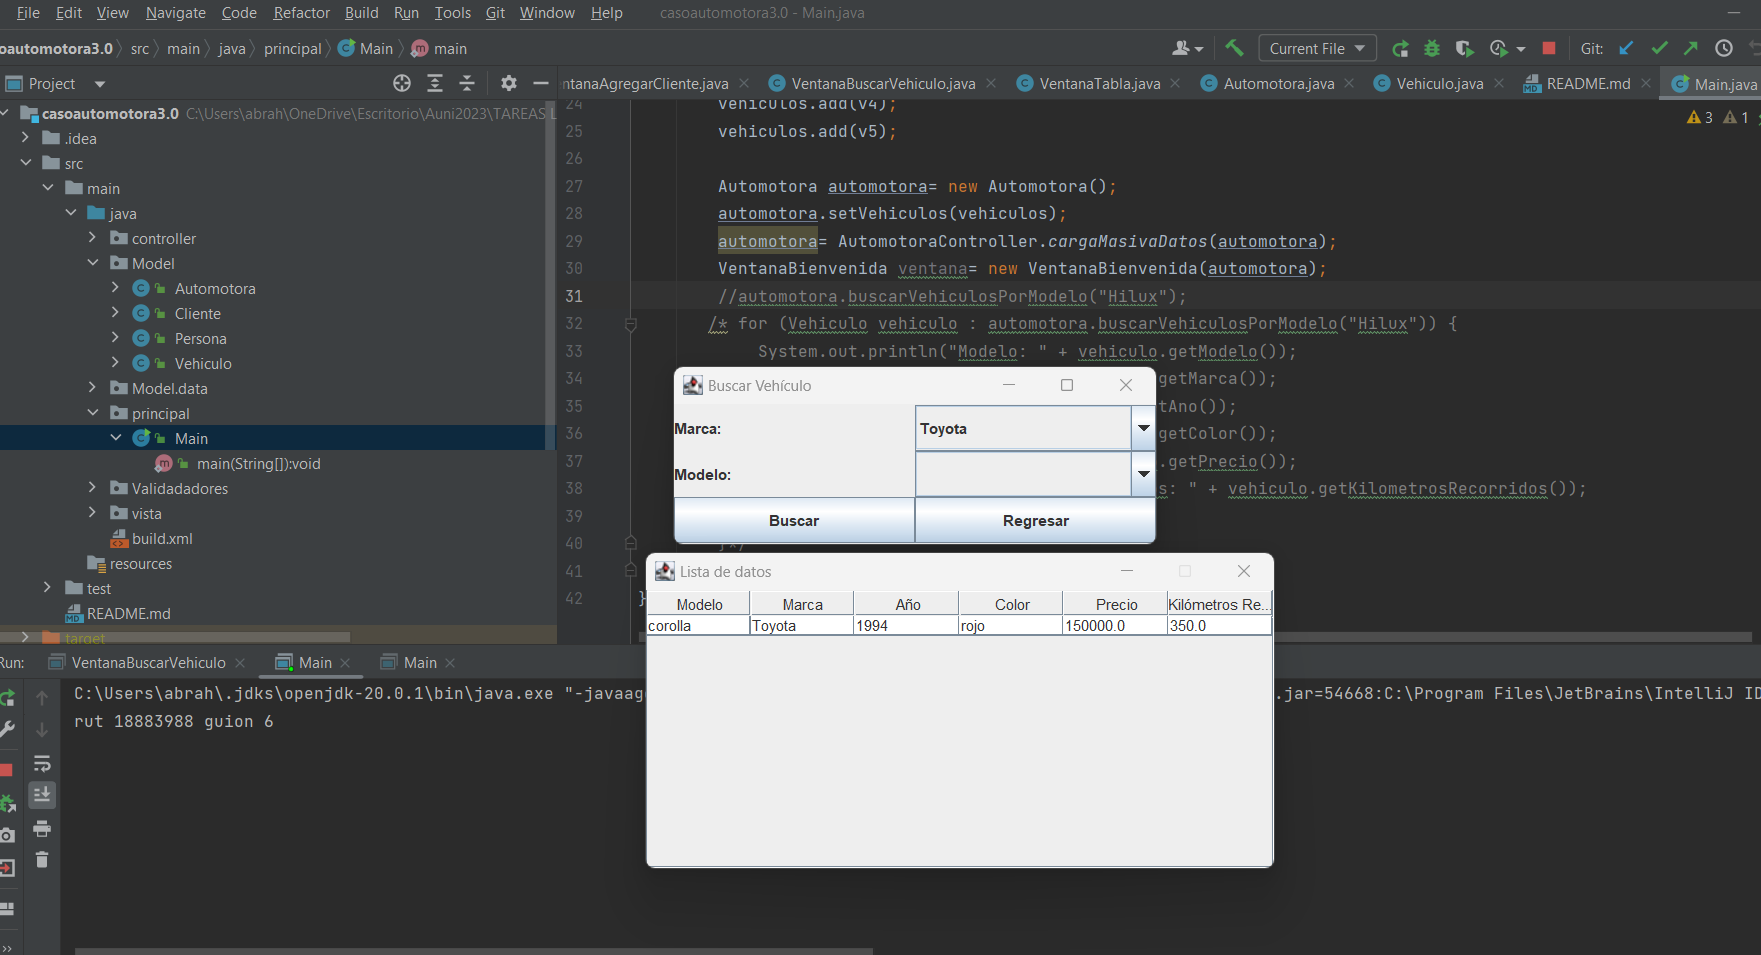 File Edit View Navigate Code Refactor Build Run Tools Git Window Help casoautomotora3.0 - Main.java
oautomotora3.0 src main java principal Main main Current File Git:
Project
ntanaAgregarCliente.java VentanaBuscarVehiculo.java VentanaTabla.java Automotora.java Vehiculo.java README.md Main.java
casoautomotora3.0 C:\Users\abrah\OneDrive\Escritorio\Auni2023\TAREAS L
.idea
src
main
java
controller
Model
Automotora
Cliente
Persona
Vehiculo
Model.data
principal
Main
main(String[]):void
Validadadores
vista
build.xml
resources
test
README.md
target
3 1
24 vehiculos.add(v4);
25 vehiculos.add(v5);
26
27 Automotora automotora= new Automotora();
28 automotora.setVehiculos(vehiculos);
29 automotora= AutomotoraController.cargaMasivaDatos(automotora);
30 VentanaBienvenida ventana= new VentanaBienvenida(automotora);
31 //automotora.buscarVehiculosPorModelo("Hilux");
32 /* for (Vehiculo vehiculo : automotora.buscarVehiculosPorModelo("Hilux")) {
33 System.out.println("Modelo: " + vehiculo.getModelo());
34 getMarca());
35 tAno());
36 getColor());
37 .getPrecio());
38 s: " + vehiculo.getKilometrosRecorridos());
39
40 }*/
41
42 }
Buscar Vehículo
Marca: Toyota
Modelo:
Buscar Regresar
Lista de datos
Modelo Marca Año Color Precio Kilómetros Re...
corolla Toyota 1994 rojo 150000.0 350.0
Run: VentanaBuscarVehiculo Main Main
C:\Users\abrah\.jdks\openjdk-20.0.1\bin\java.exe "-javaag .jar=54668:C:\Program Files\JetBrains\IntelliJ ID
rut 18883988 guion 6